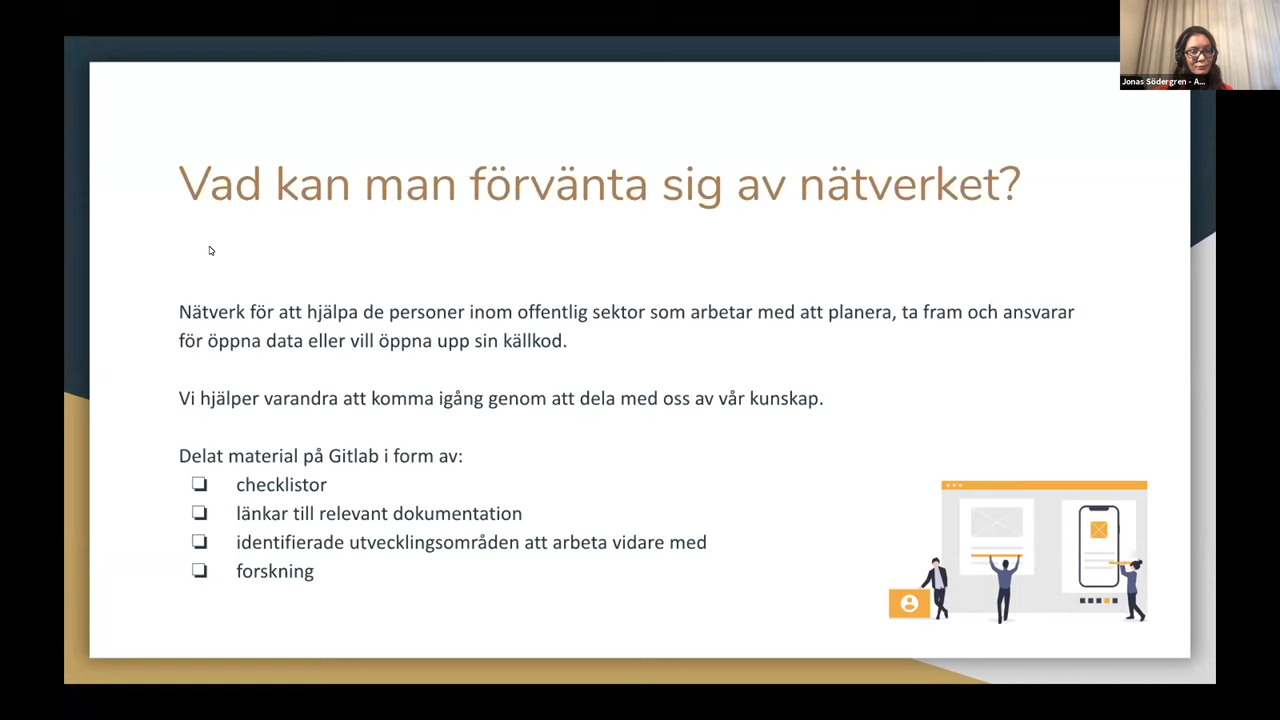 Jonas Södergren - A...
Vad kan man förvänta sig av nätverket?
Nätverk för att hjälpa de personer inom offentlig sektor som arbetar med att planera, ta fram och ansvarar
för öppna data eller vill öppna upp sin källkod.
Vi hjälper varandra att komma igång genom att dela med oss av vår kunskap.
Delat material på Gitlab i form av:
❏ checklistor
❏ länkar till relevant dokumentation
❏ identifierade utvecklingsområden att arbeta vidare med
❏ forskning